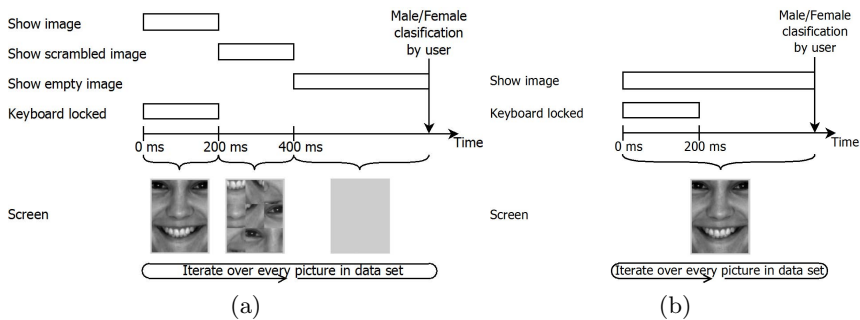 Male/Female
clasification
by user
Show image
Show scrambled image
Show empty image
Keyboard locked
0 ms
200 ms
400 ms
Time
Screen
Iterate over every picture in data set
(a)
Male/Female
clasification
by user
Show image
Keyboard locked
0 ms
200 ms
Time
Screen
Iterate over every picture in data set
(b)